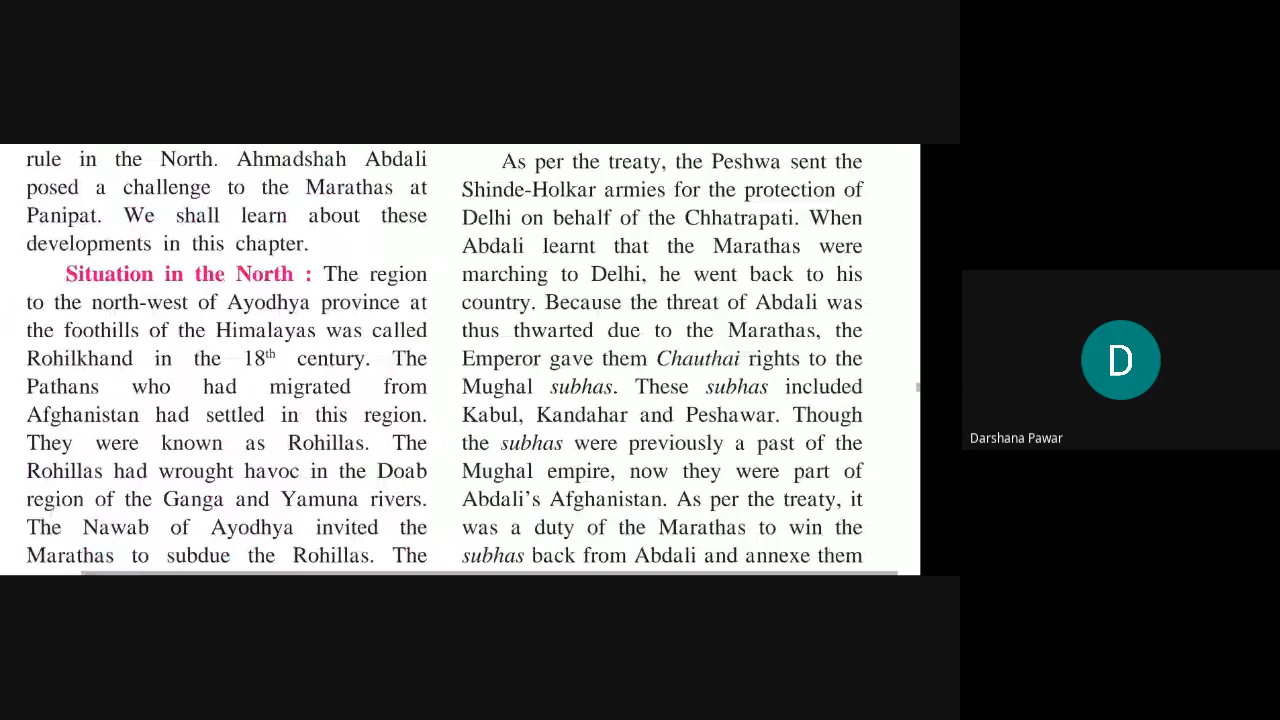 rule in the North. Ahmadshah Abdali
posed a challenge to the Marathas at
Panipat. We shall learn about these
developments in this chapter.
Situation in the North : The region
to the north-west of Ayodhya province at
the foothills of the Himalayas was called
Rohilkhand in the 18th century. The
Pathans who had migrated from
Afghanistan had settled in this region.
They were known as Rohillas. The
Rohillas had wrought havoc in the Doab
region of the Ganga and Yamuna rivers.
The Nawab of Ayodhya invited the
Marathas to subdue the Rohillas. The
As per the treaty, the Peshwa sent the
Shinde-Holkar armies for the protection of
Delhi on behalf of the Chhatrapati. When
Abdali learnt that the Marathas were
marching to Delhi, he went back to his
country. Because the threat of Abdali was
thus thwarted due to the Marathas, the
Emperor gave them Chauthai rights to the
Mughal subhas. These subhas included
Kabul, Kandahar and Peshawar. Though
the subhas were previously a past of the
Mughal empire, now they were part of
Abdali’s Afghanistan. As per the treaty, it
was a duty of the Marathas to win the
subhas back from Abdali and annexe them
D
Darshana Pawar